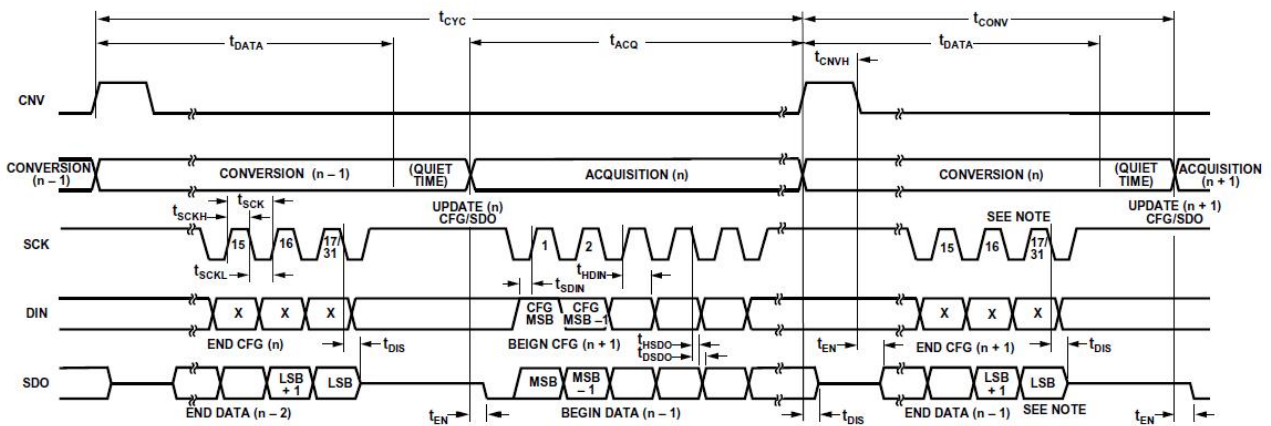 tCYC
tCONV
tDATA
tACQ
tDATA
tCNVH
CNV
CONVERSION
(n – 1)
CONVERSION (n – 1)
(QUIET
TIME)
ACQUISITION (n)
CONVERSION (n)
(QUIET
TIME)
ACQUISITION
(n + 1)
UPDATE (n)
CFG/SDO
UPDATE (n + 1)
CFG/SDO
tSCKH
tSCK
SEE NOTE
SCK
15
16
17/
31
1
2
15
16
17/
31
tSCKL
tHDIN
tSDIN
DIN
X
X
X
CFG
MSB
CFG
MSB –1
X
X
X
END CFG (n)
tDIS
BEIGN CFG (n + 1)
tHSDO
tDSDO
tEN
END CFG (n + 1)
tDIS
SDO
LSB
+ 1
LSB
MSB
MSB
– 1
LSB
+ 1
LSB
END DATA (n – 2)
tEN
BEGIN DATA (n – 1)
tDIS
END DATA (n – 1)
SEE NOTE
tEN